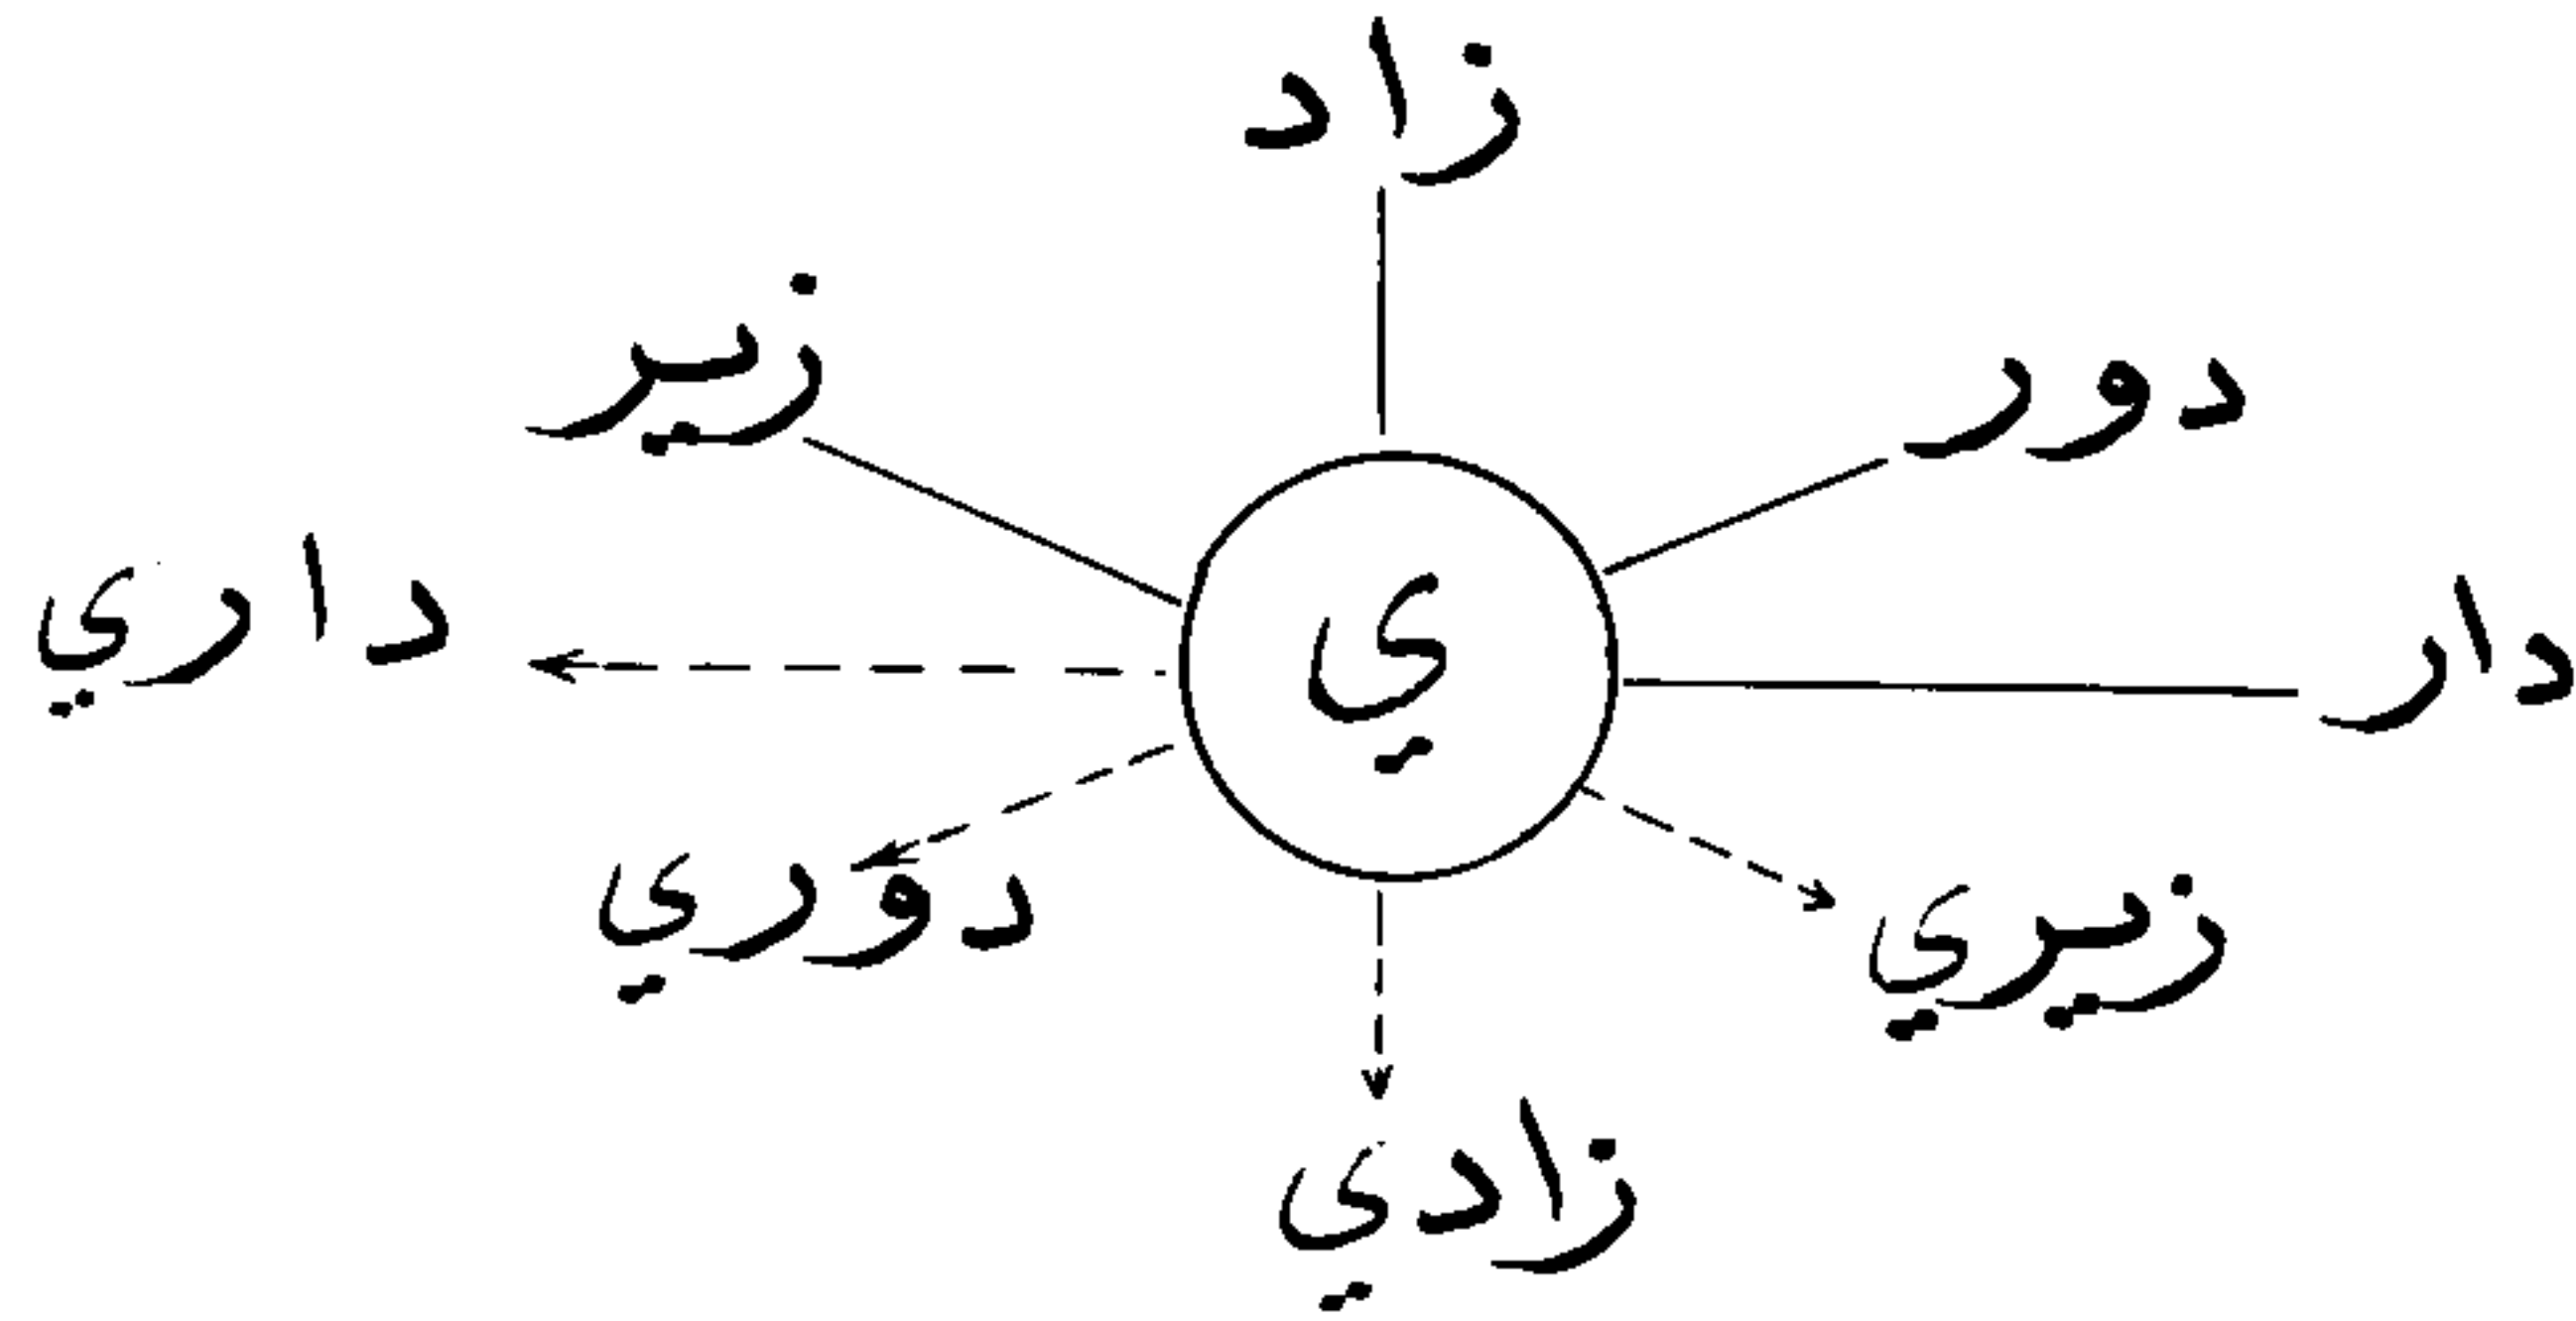 زاد
زير
دور
داري
ي
دار
دوري
زيري
زادي